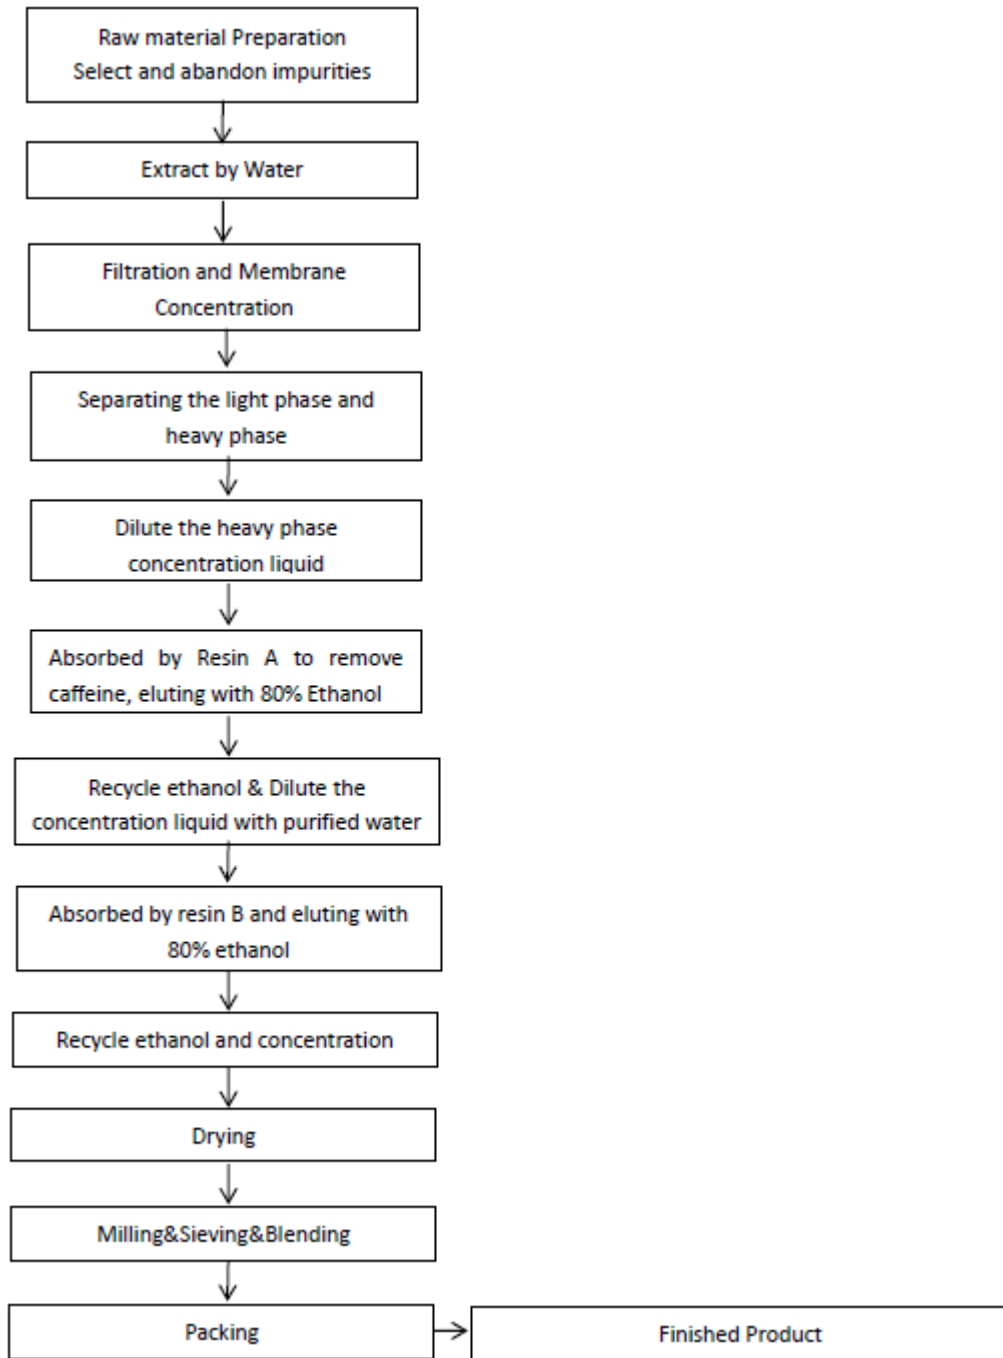 Raw material Preparation
Select and abandon impurities
Extract by Water
Filtration and Membrane
Concentration
Separating the light phase and
heavy phase
Dilute the heavy phase
concentration liquid
Absorbed by Resin A to remove
caffeine, eluting with 80% Ethanol
Recycle ethanol & Dilute the
concentration liquid with purified water
Absorbed by resin B and eluting with
80% ethanol
Recycle ethanol and concentration
Drying
Milling&Sieving&Blending
Packing
Finished Product